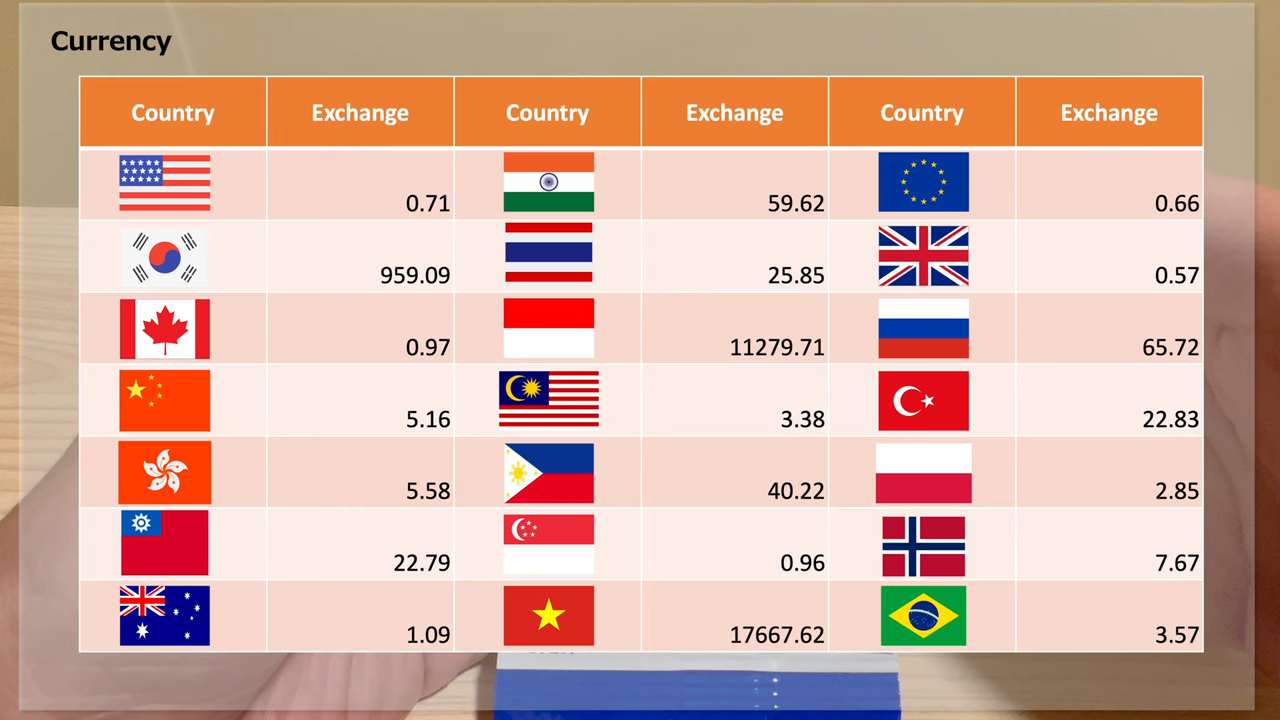 Currency
Country Exchange Country Exchange Country Exchange
0.71 59.62 0.66
959.09 25.85 0.57
0.97 11279.71 65.72
5.16 3.38 22.83
5.58 40.22 2.85
22.79 0.96 7.67
1.09 17667.62 3.57